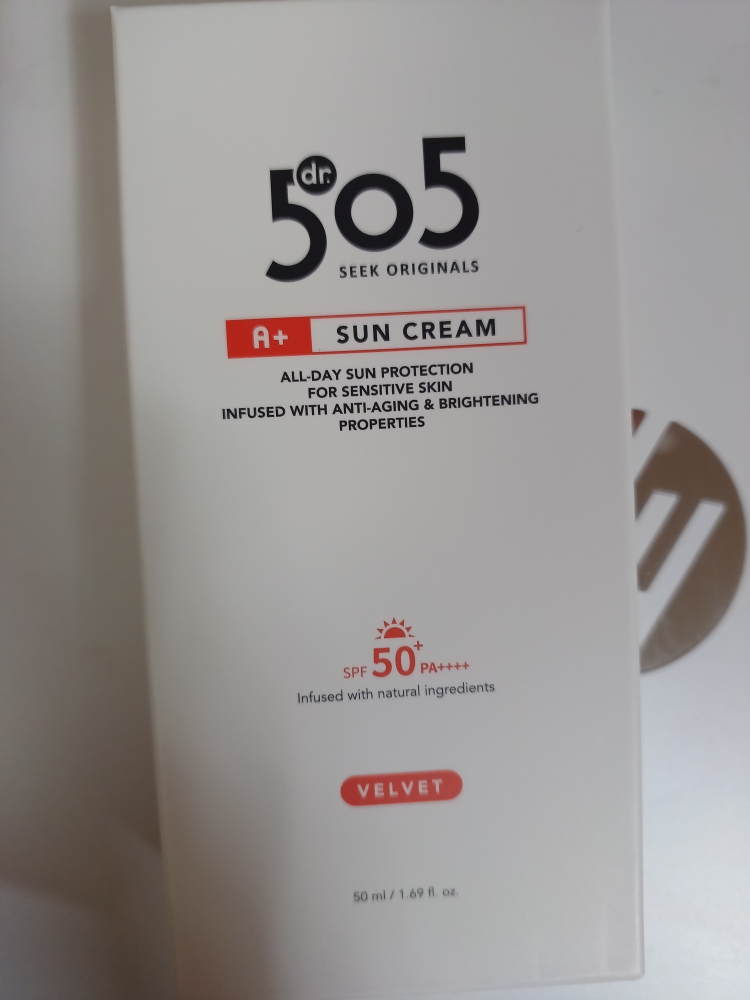 dr.
505
SEEK ORIGINALS
A+ SUN CREAM
ALL-DAY SUN PROTECTION
FOR SENSITIVE SKIN
INFUSED WITH ANTI-AGING & BRIGHTENING
PROPERTIES
SPF 50+ PA++++
Infused with natural ingredients
VELVET
50 ml / 1.69 fl. oz.